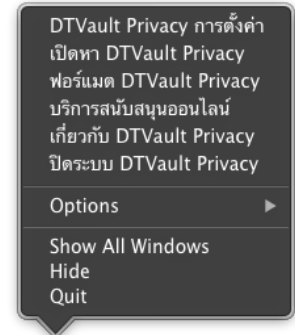 DTVault Privacy การตั้งค่า
เปิดหา DTVault Privacy
ฟอร์แมต DTVault Privacy
บริการสนับสนุนออนไลน์
เกี่ยวกับ DTVault Privacy
ปิดระบบ DTVault Privacy
Options
Show All Windows
Hide
Quit